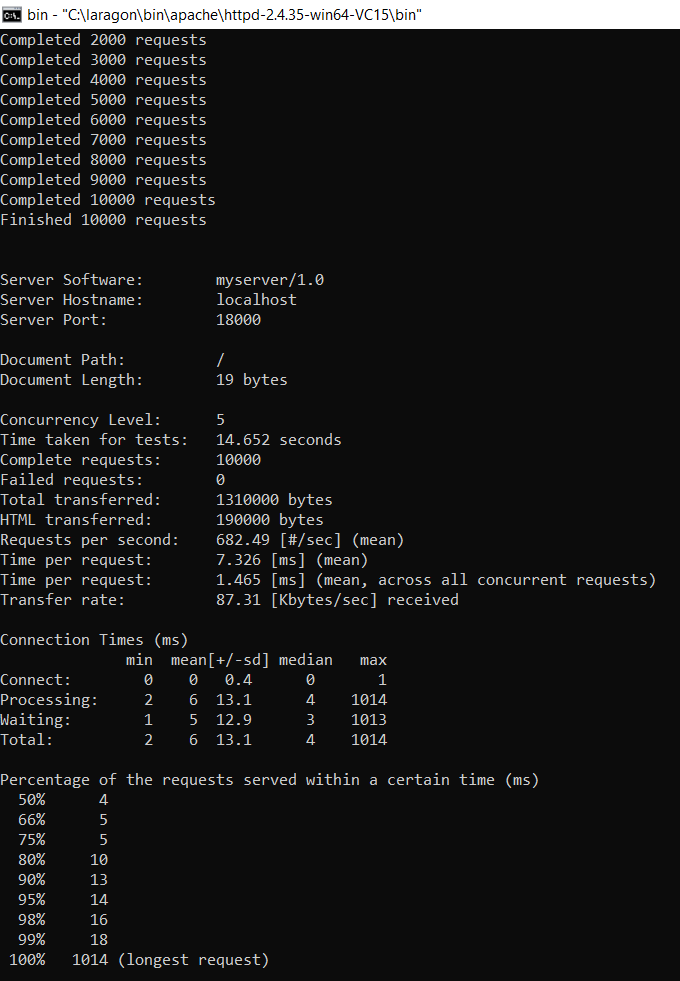 bin - "C:\laragon\bin\apache\httpd-2.4.35-win64-VC15\bin"
Completed 2000 requests
Completed 3000 requests
Completed 4000 requests
Completed 5000 requests
Completed 6000 requests
Completed 7000 requests
Completed 8000 requests
Completed 9000 requests
Completed 10000 requests
Finished 10000 requests
Server Software:        myserver/1.0
Server Hostname:        localhost
Server Port:            18000
Document Path:          /
Document Length:        19 bytes
Concurrency Level:      5
Time taken for tests:   14.652 seconds
Complete requests:      10000
Failed requests:        0
Total transferred:      1310000 bytes
HTML transferred:       190000 bytes
Requests per second:    682.49 [#/sec] (mean)
Time per request:       7.326 [ms] (mean)
Time per request:       1.465 [ms] (mean, across all concurrent requests)
Transfer rate:          87.31 [Kbytes/sec] received
Connection Times (ms)
              min  mean[+/-sd] median   max
Connect:        0    0   0.4      0       1
Processing:     2    6  13.1      4    1014
Waiting:        1    5  12.9      3    1013
Total:          2    6  13.1      4    1014
Percentage of the requests served within a certain time (ms)
  50%      4
  66%      5
  75%      5
  80%     10
  90%     13
  95%     14
  98%     16
  99%     18
 100%   1014 (longest request)